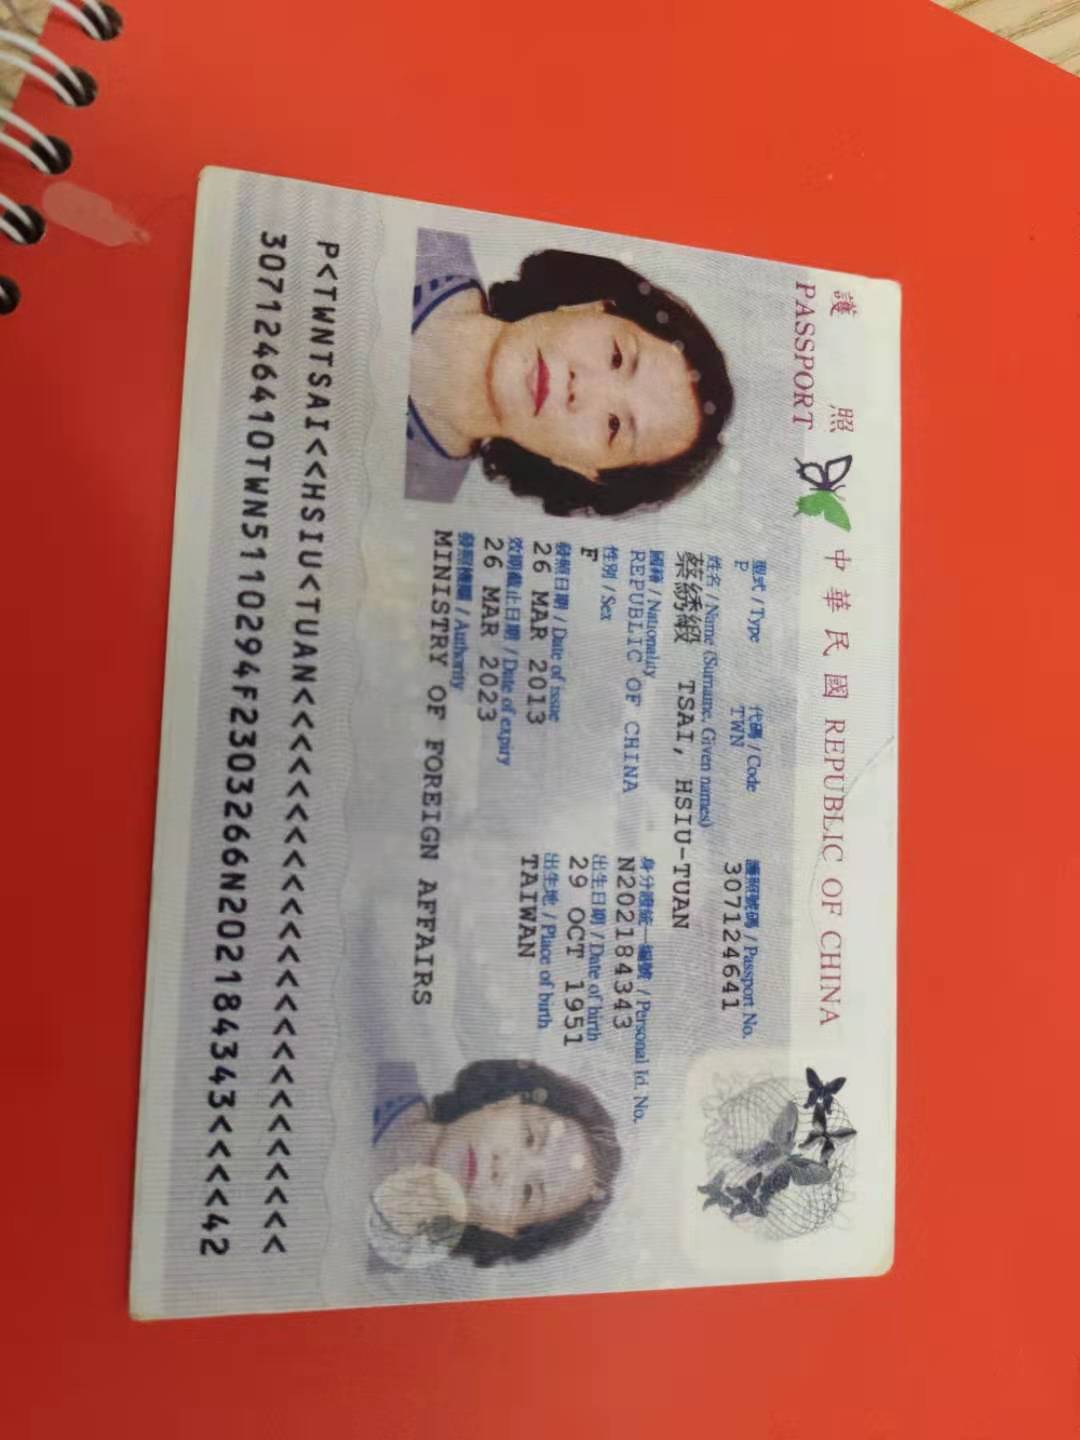 護照 中華民國 REPUBLIC OF CHINA
PASSPORT
型式 / Type 代碼 / Code 護照號碼 / Passport No.
P TWN 307124641
姓名 / Name (Surname, Given names)
蔡綉緞 TSAI, HSIU-TUAN
國籍 / Nationality 身分證統一編號 / Personal Id. No.
REPUBLIC OF CHINA N202184343
性別 / Sex 出生日期 / Date of birth
F 29 OCT 1951
發照日期 / Date of issue 出生地 / Place of birth
26 MAR 2013 TAIWAN
效期截止日期 / Date of expiry
26 MAR 2023
發照機關 / Authority
MINISTRY OF FOREIGN AFFAIRS
P<TWNTSAI<<HSIU<TUAN<<<<<<<<<<<<<<<<<<<<<<<<
3071246410TWN5110294F2303266N202184343<<<<42